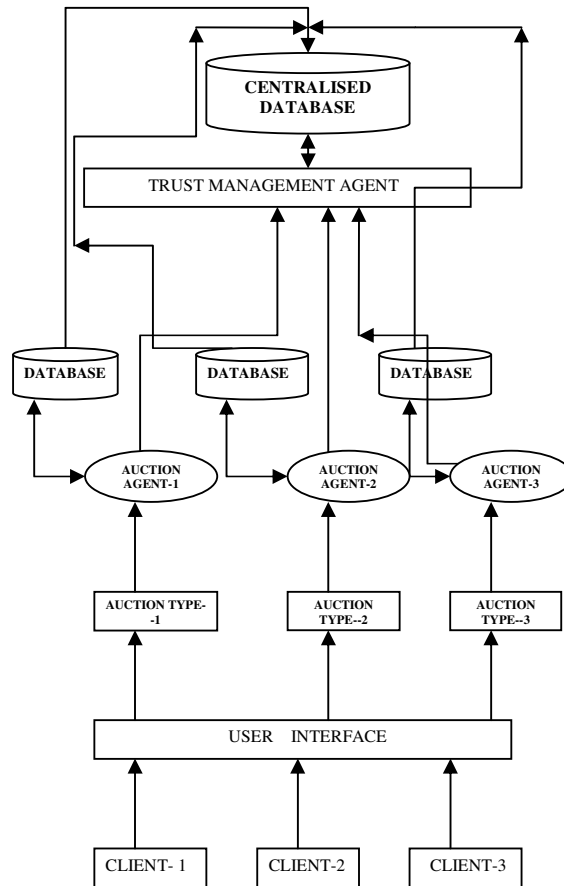 CENTRALISED
DATABASE
TRUST MANAGEMENT AGENT
DATABASE
DATABASE
DATABASE
AUCTION
AGENT-1
AUCTION
AGENT-2
AUCTION
AGENT-3
AUCTION TYPE-
-1
AUCTION
TYPE--2
AUCTION
TYPE--3
USER INTERFACE
CLIENT- 1
CLIENT-2
CLIENT-3